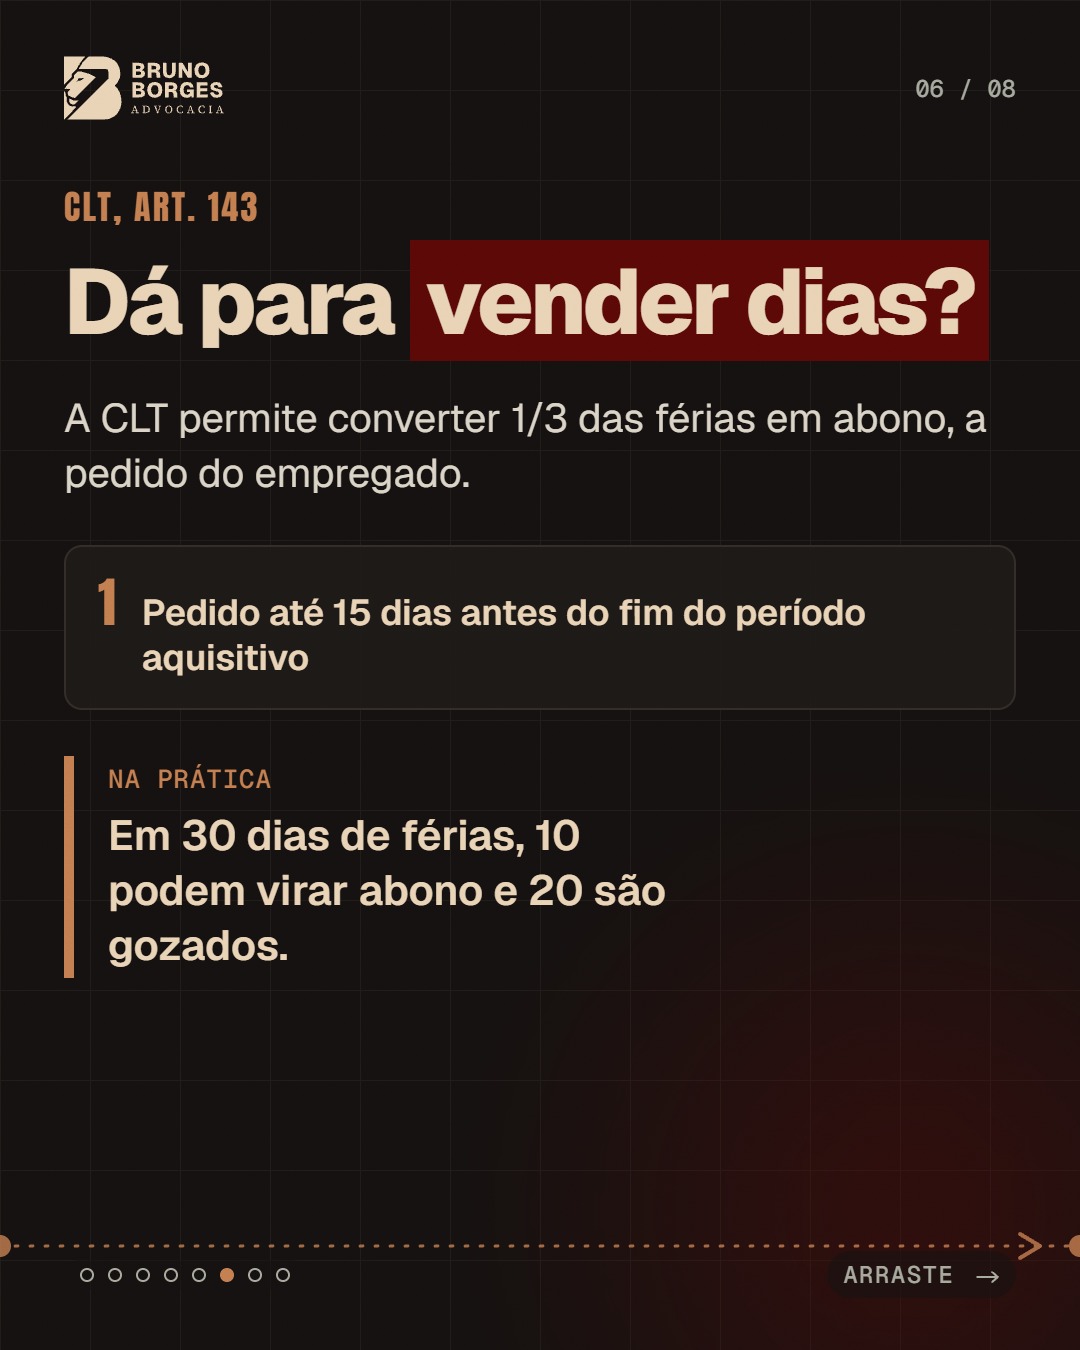 BRUNO
BORGES
ADVOCACIA
06 / 08
CLT, ART. 143
Dá para vender dias?
A CLT permite converter 1/3 das férias em abono, a
pedido do empregado.
1 Pedido até 15 dias antes do fim do período
aquisitivo
NA PRÁTICA
Em 30 dias de férias, 10
podem virar abono e 20 são
gozados.
ARRASTE →